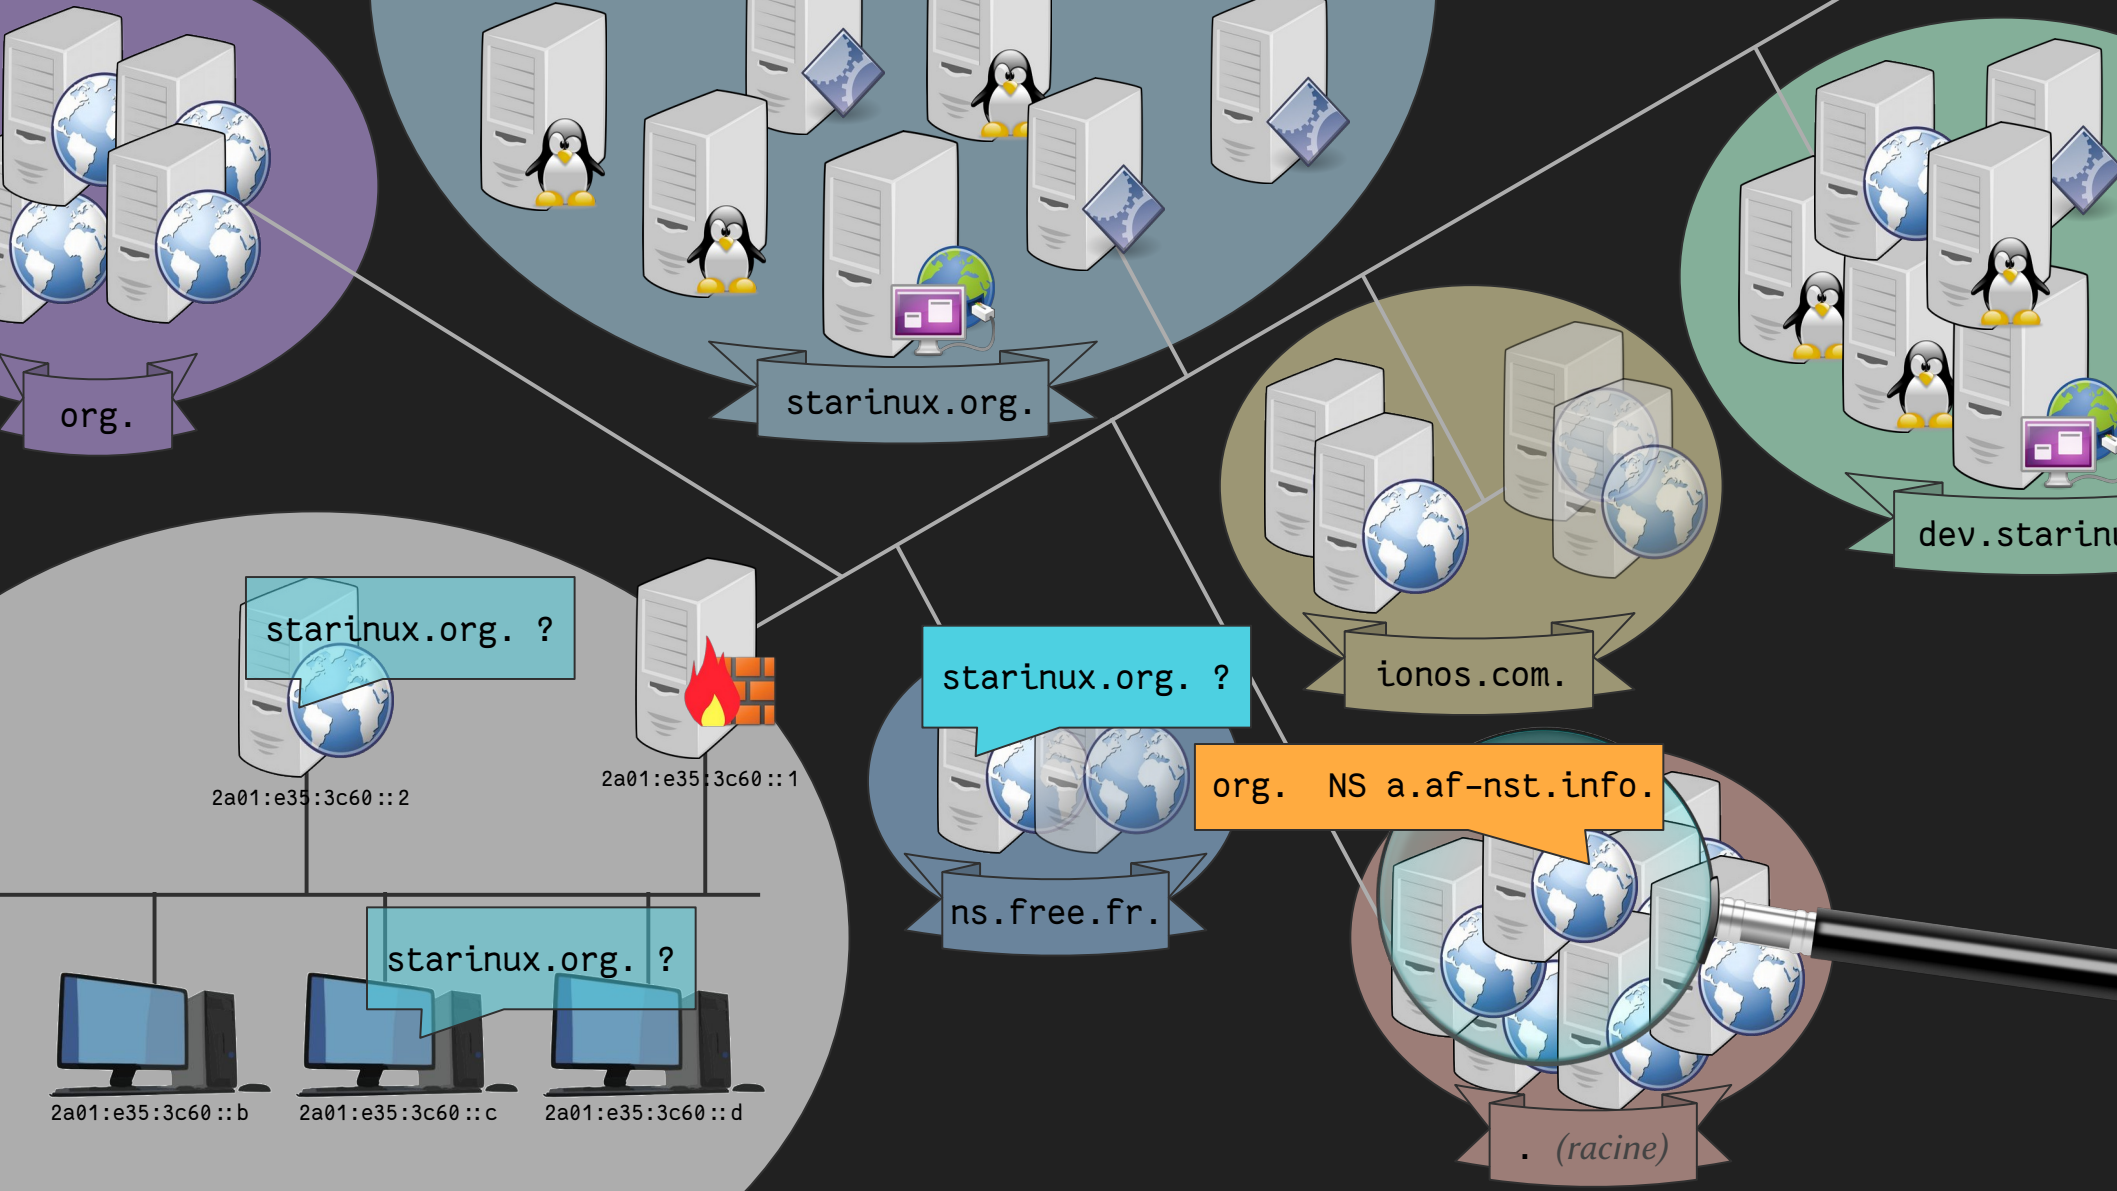 org.
starinux.org.
dev.starinu
starinux.org. ?
starinux.org. ?
ionos.com.
org. NS a.af-nst.info.
2a01:e35:3c60::2
2a01:e35:3c60::1
ns.free.fr.
starinux.org. ?
2a01:e35:3c60::b
2a01:e35:3c60::c
2a01:e35:3c60::d
. (racine)